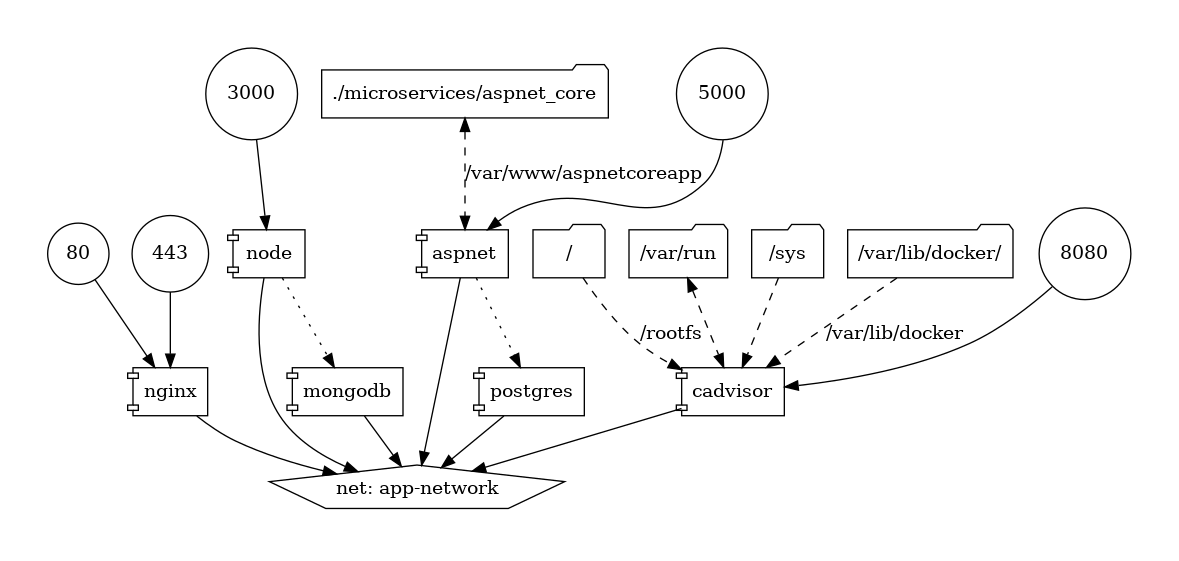 3000
./microservices/aspnet_core
5000
/var/www/aspnetcoreapp
80
443
node
aspnet
/
/var/run
/sys
/var/lib/docker/
8080
/rootfs
/var/lib/docker
nginx
mongodb
postgres
cadvisor
net: app-network